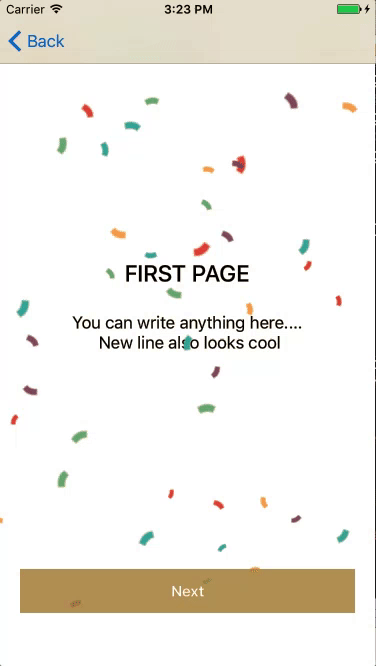 Carrier 3:23 PM
Back
FIRST PAGE
You can write anything here....
New line also looks cool
Next